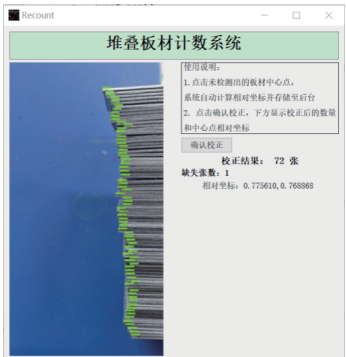 Recount
堆叠板材计数系统
使用说明:
1.点击未检测出的板材中心点,
系统自动计算相对坐标并存储至后台
2. 点击确认校正,下方显示校正后的数量
和中心点相对坐标
确认校正
校正结果: 72 张
缺失张数:1
相对坐标:0.775610,0.768868